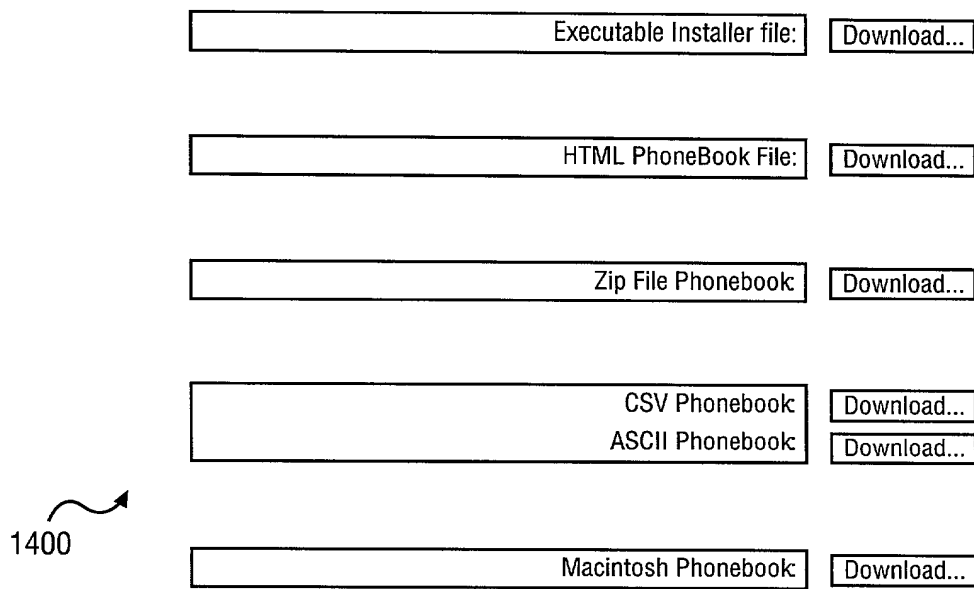 Executable Installer file: Download...
HTML PhoneBook File: Download...
Zip File Phonebook: Download...
CSV Phonebook: Download...
ASCII Phonebook: Download...
1400
Macintosh Phonebook: Download...